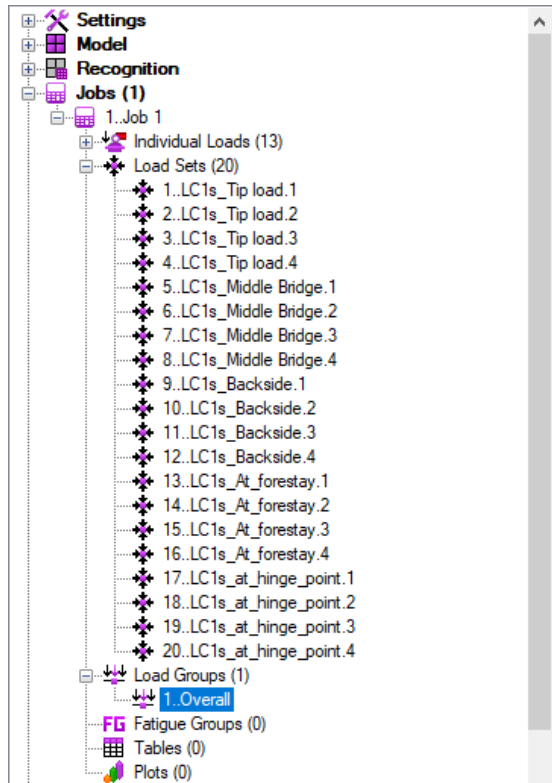 Settings
Model
Recognition
Jobs (1)
1..Job 1
Individual Loads (13)
Load Sets (20)
1..LC1s_Tip load.1
2..LC1s_Tip load.2
3..LC1s_Tip load.3
4..LC1s_Tip load.4
5..LC1s_Middle Bridge.1
6..LC1s_Middle Bridge.2
7..LC1s_Middle Bridge.3
8..LC1s_Middle Bridge.4
9..LC1s_Backside.1
10..LC1s_Backside.2
11..LC1s_Backside.3
12..LC1s_Backside.4
13..LC1s_At_forestay.1
14..LC1s_At_forestay.2
15..LC1s_At_forestay.3
16..LC1s_At_forestay.4
17..LC1s_at_hinge_point.1
18..LC1s_at_hinge_point.2
19..LC1s_at_hinge_point.3
20..LC1s_at_hinge_point.4
Load Groups (1)
1..Overall
FG Fatigue Groups (0)
Tables (0)
Plots (0)